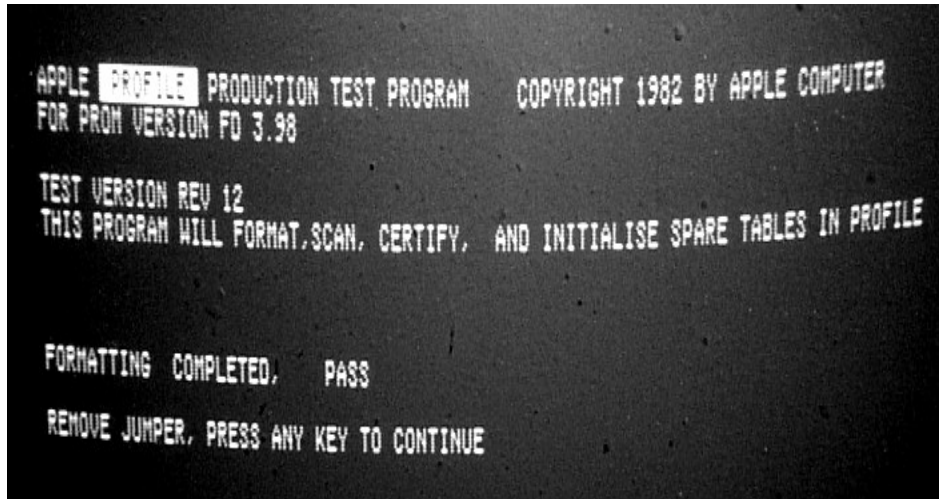 APPLE PROFILE PRODUCTION TEST PROGRAM COPYRIGHT 1982 BY APPLE COMPUTER
FOR PROM VERSION FD 3.98
TEST VERSION REV 12
THIS PROGRAM WILL FORMAT,SCAN, CERTIFY, AND INITIALISE SPARE TABLES IN PROFILE
FORMATTING COMPLETED, PASS
REMOVE JUMPER, PRESS ANY KEY TO CONTINUE